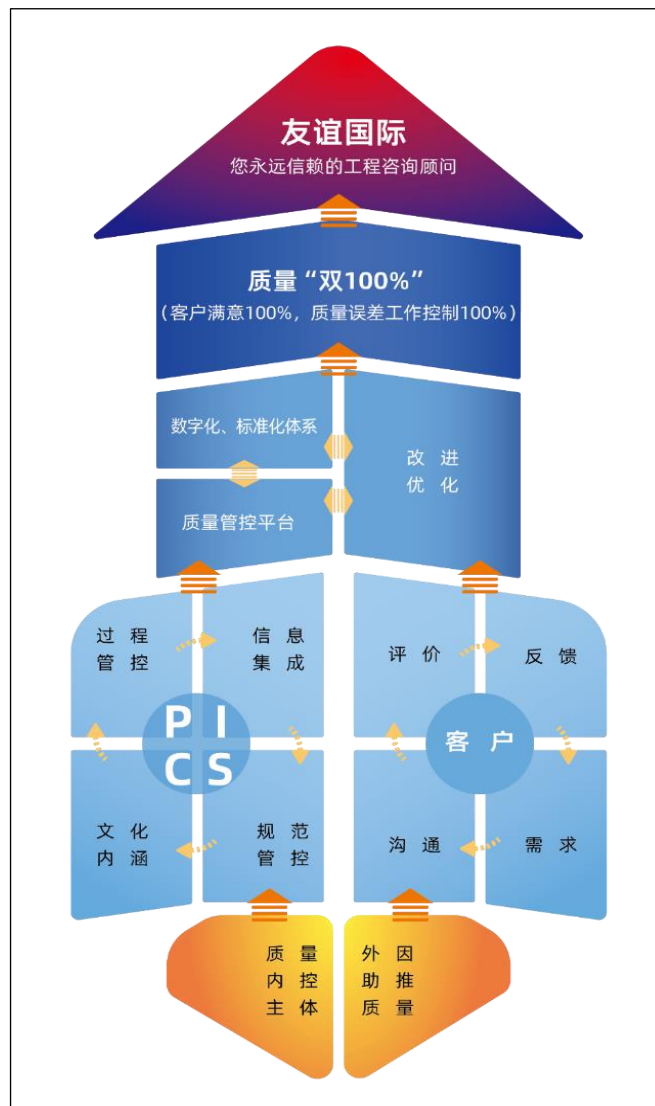 友谊国际
您永远信赖的工程咨询顾问
质量“双100%”
(客户满意100%，质量误差工作控制100%)
数字化、标准化体系
质量管控平台
改 进
优 化
过 程
管 控
信 息
集 成
P I
C S
文 化
内 涵
规 范
管 控
评 价
反 馈
客 户
沟 通
需 求
质 量
内 控
主 体
外 因
助 推
质 量